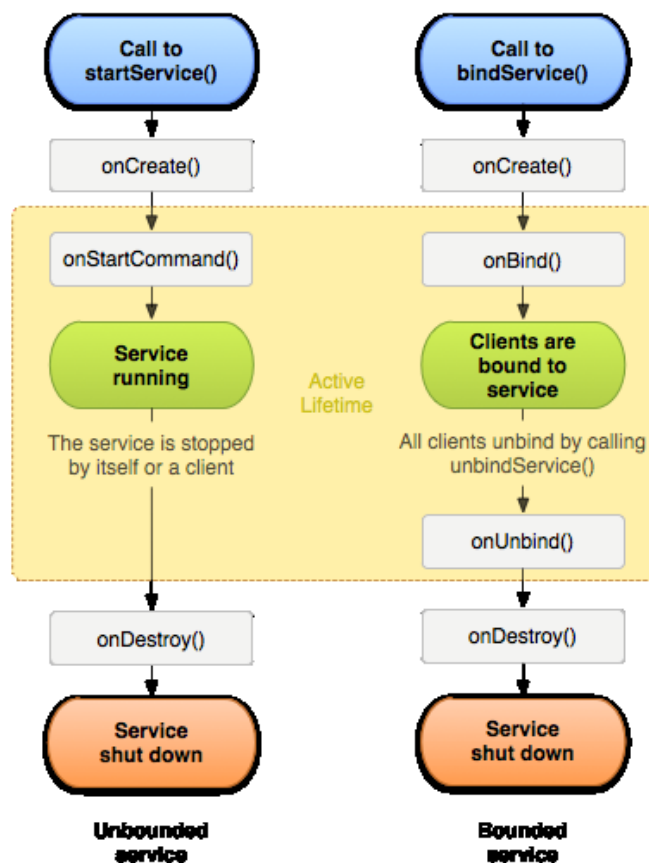 Call to
startService()
onCreate()
onStartCommand()
Service
running
The service is stopped
by itself or a client
onDestroy()
Service
shut down
Unbounded
service
Active
Lifetime
Call to
bindService()
onCreate()
onBind()
Clients are
bound to
service
All clients unbind by calling
unbindService()
onUnbind()
onDestroy()
Service
shut down
Bounded
service